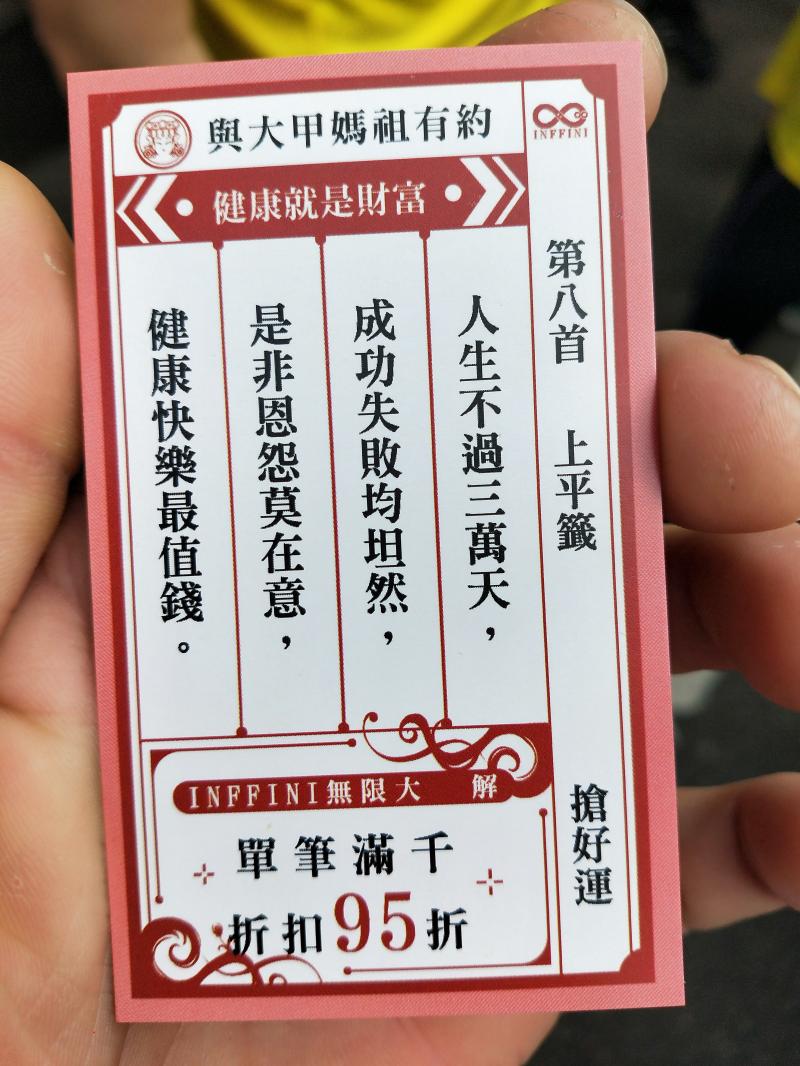 與大甲媽祖有約
INFFINI
健康就是財富
第八首 上平籤 搶好運
人生不過三萬天，
成功失敗均坦然，
是非恩怨莫在意，
健康快樂最值錢。
INFFINI無限大 解
單筆滿千
折扣95折